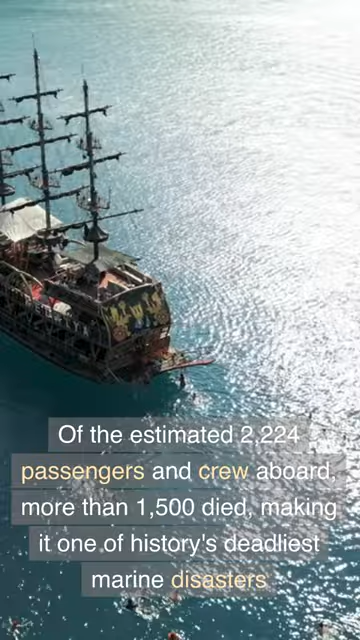 Of the estimated 2,224
passengers and crew aboard,
more than 1,500 died, making
it one of history's deadliest
marine disasters